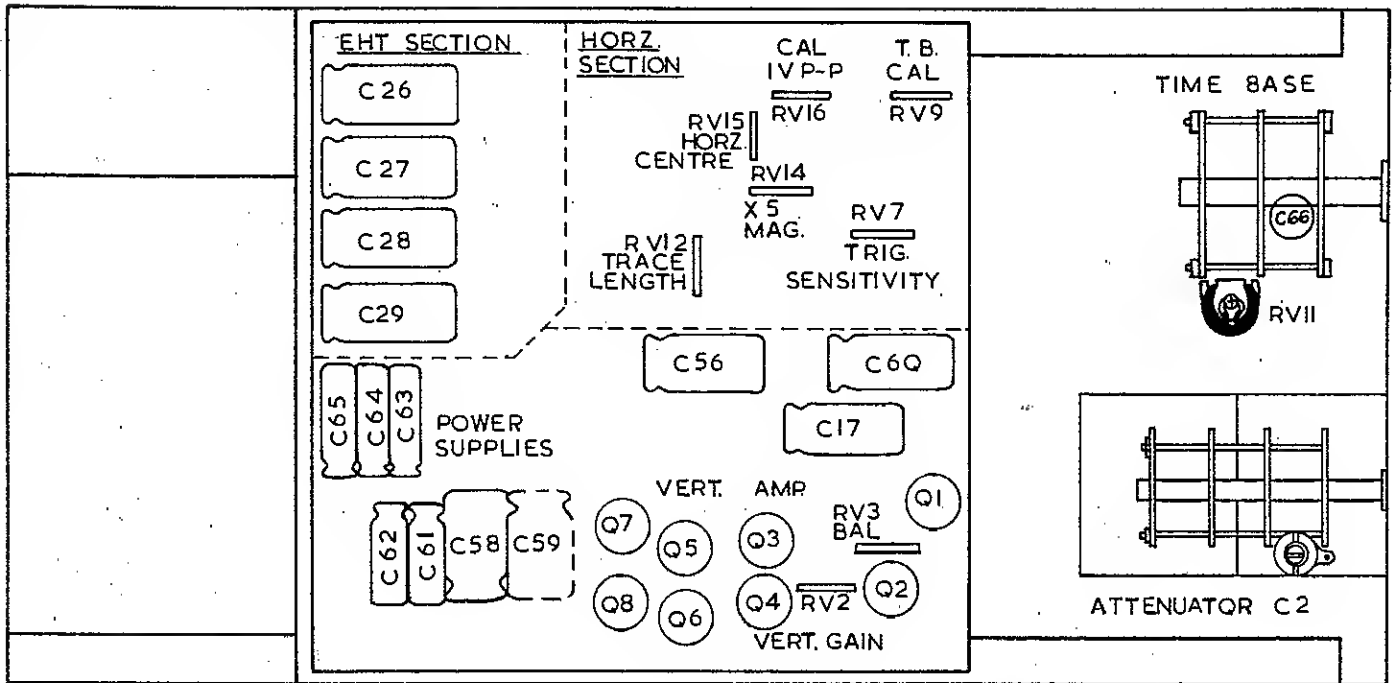 EHT SECTION
C26
C27
C28
C29
HORZ.
SECTION
CAL
1V P-P
RV16
T. B.
CAL
RV9
RV15
HORZ.
CENTRE
RV14
X 5
MAG.
RV7
TRIG.
SENSITIVITY
RV12
TRACE
LENGTH
TIME BASE
C66
RV11
C56
C60
C17
C65
C64
C63
POWER
SUPPLIES
C62
C61
C58
C59
VERT. AMP.
Q7
Q5
Q3
RV3
BAL
Q1
Q8
Q6
Q4
RV2
Q2
VERT. GAIN
ATTENUATOR C2